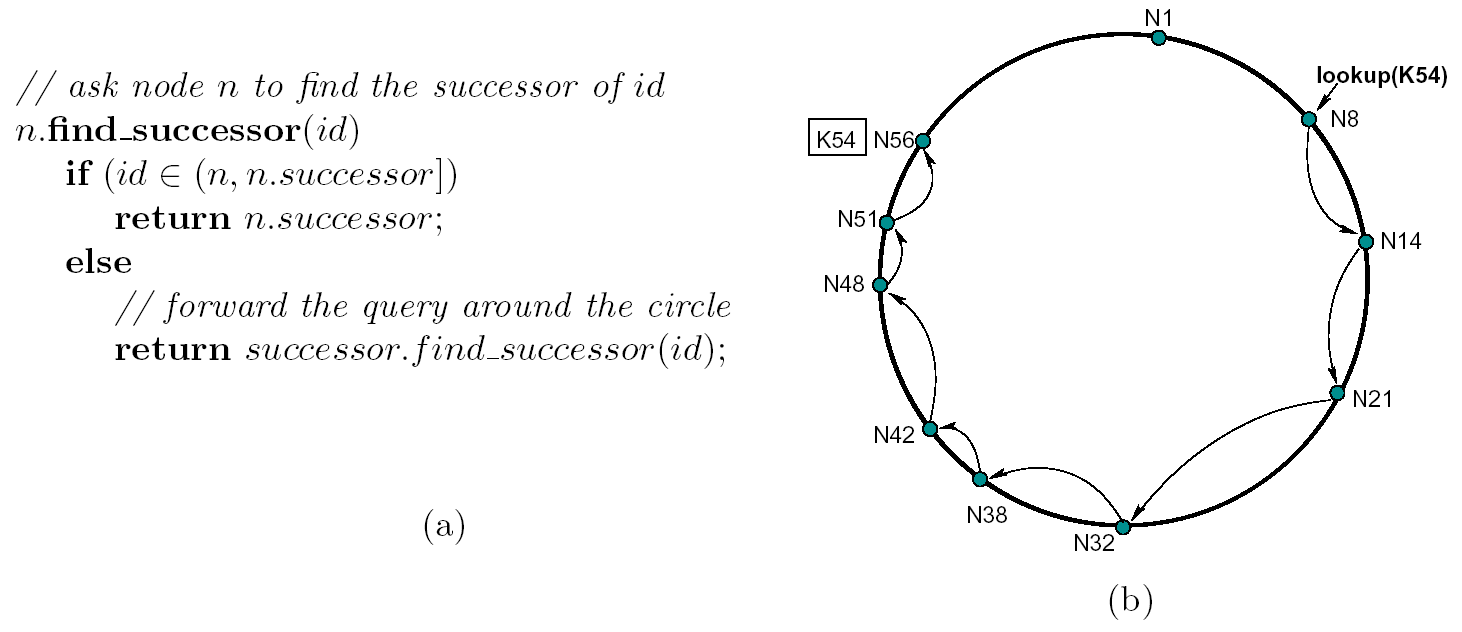 // ask node n to find the successor of id
n.find_successor(id)
if (id ∈ (n, n.successor])
return n.successor;
else
// forward the query around the circle
return successor.find_successor(id);
(a)
N1
lookup(K54)
N8
K54 N56
N51
N14
N48
N21
N42
N38
N32
(b)